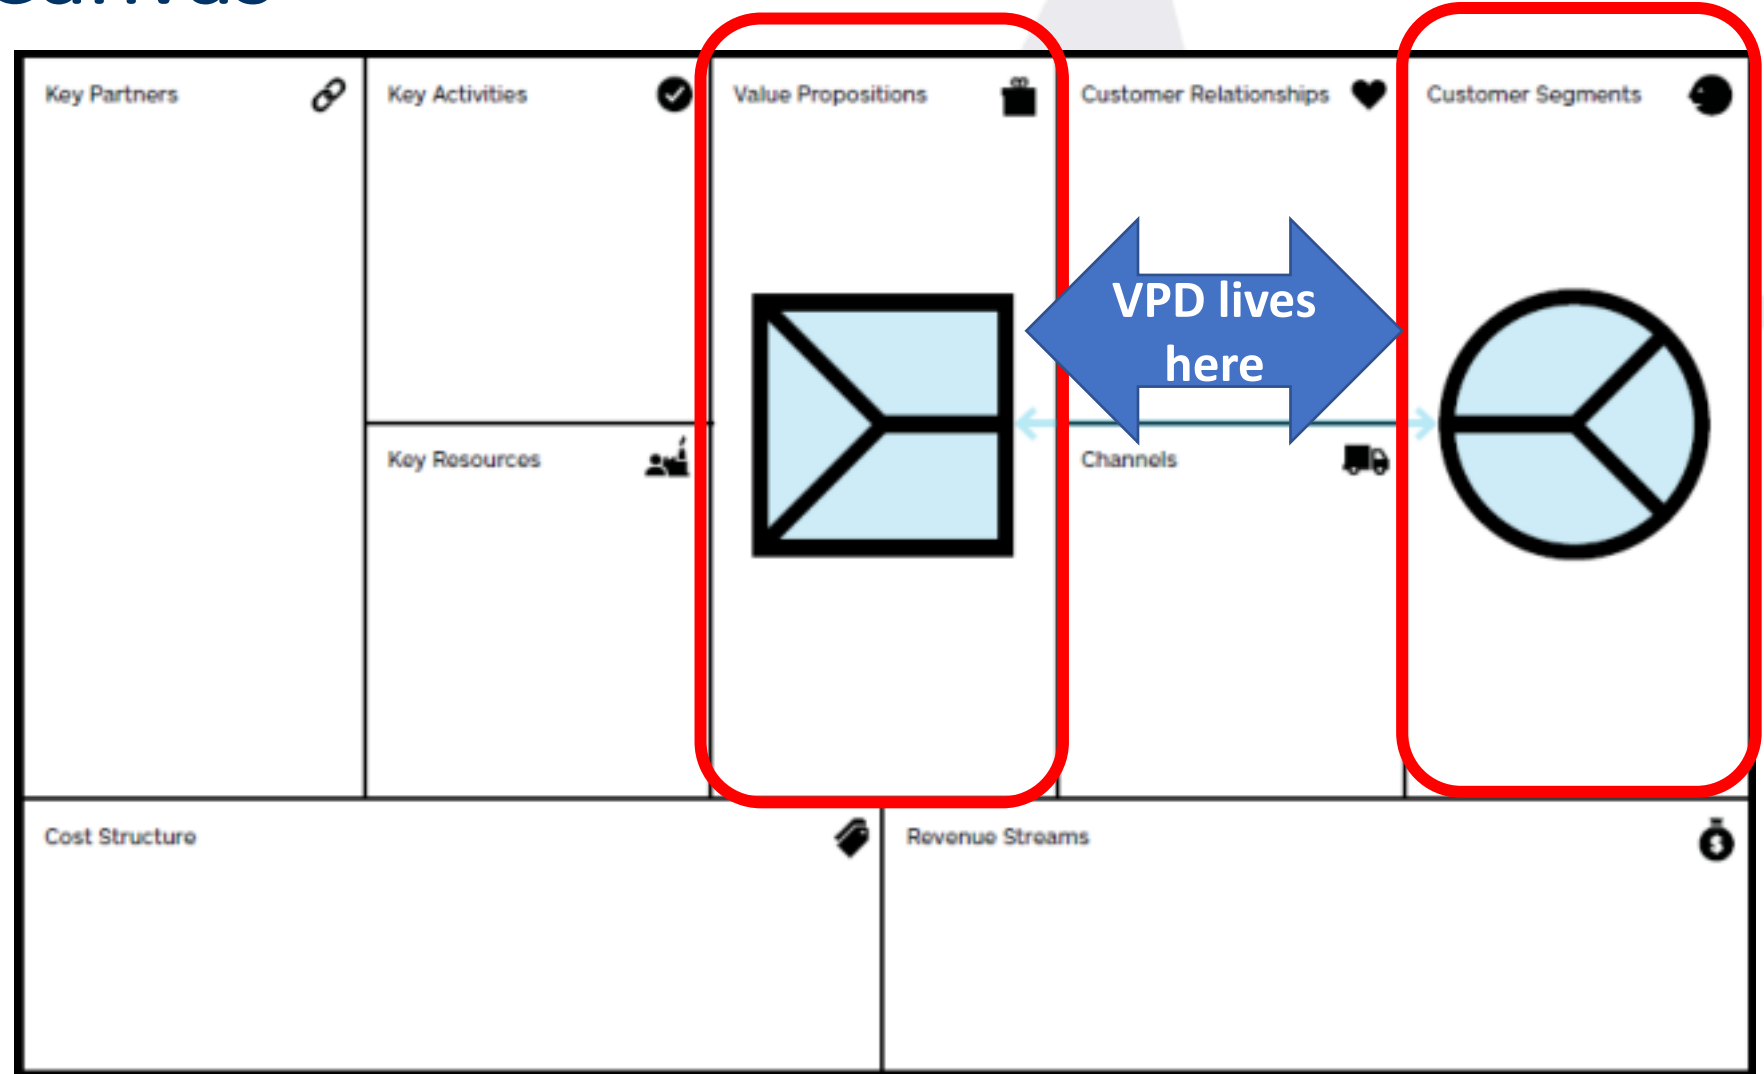 Key Partners
Key Activities
Value Propositions
Customer Relationships
Customer Segments
VPD lives
here
Key Resources
Channels
Cost Structure
Revenue Streams